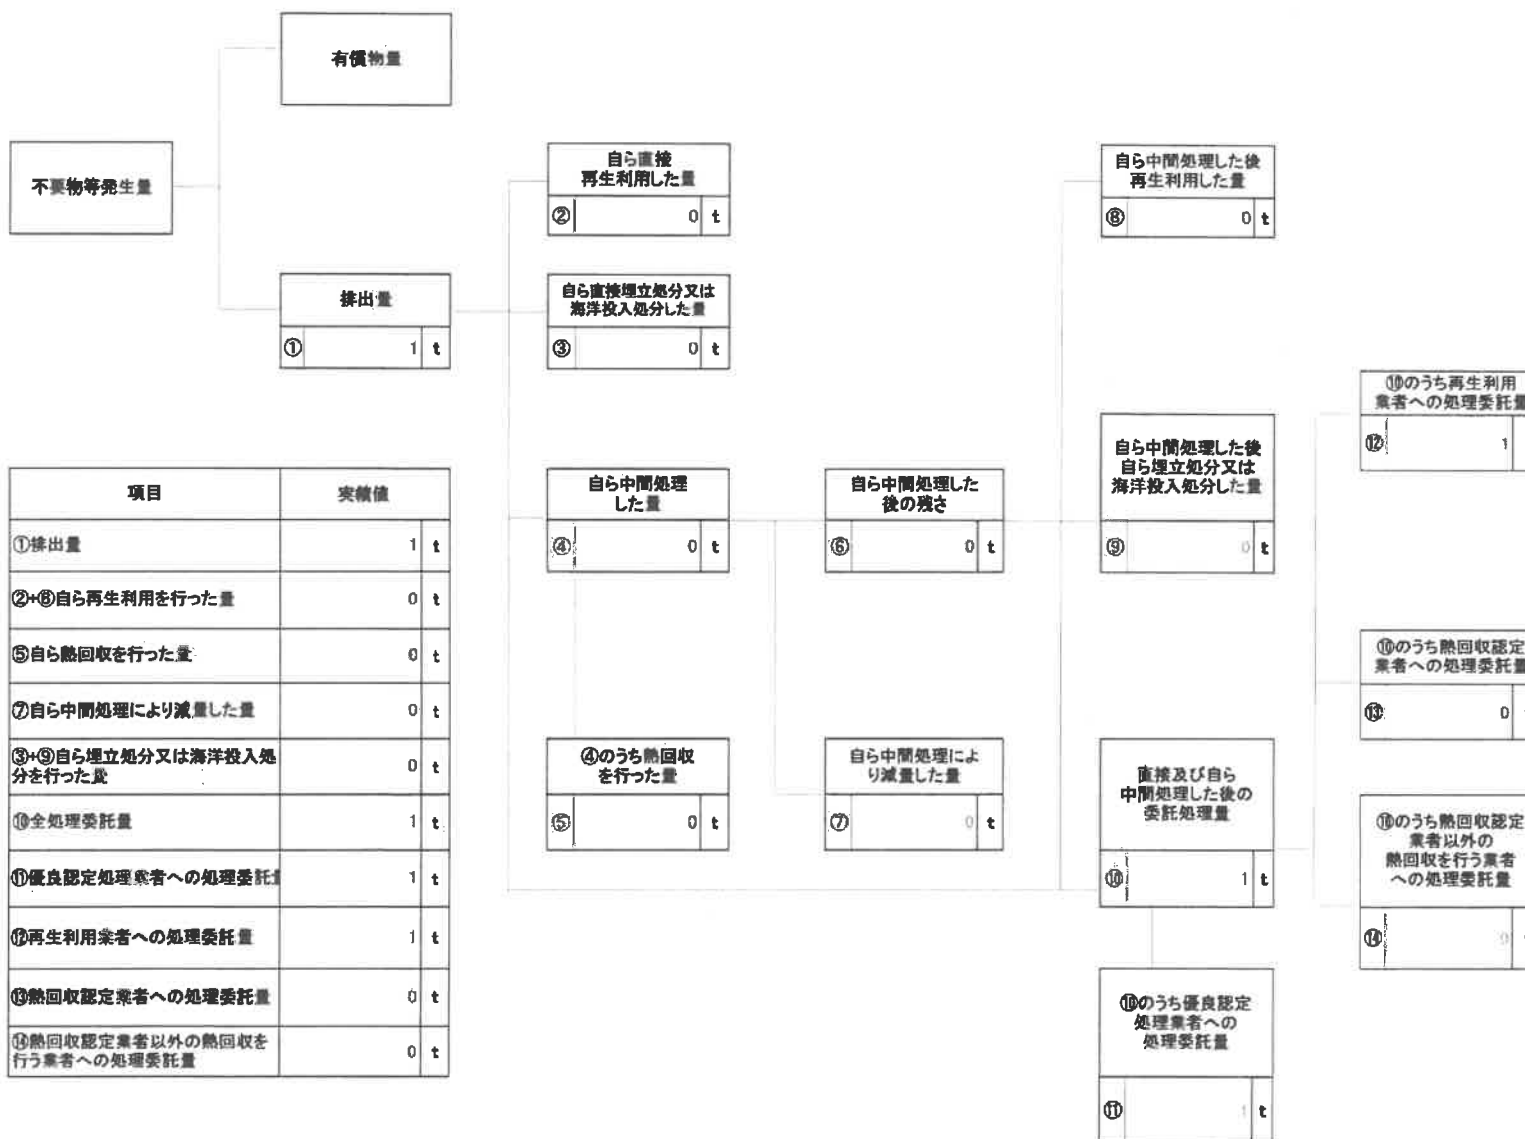 有償物量
不要物等発生量
排出量
① 1 t
自ら直接
再生利用した量
② 0 t
自ら直接埋立処分又は
海洋投入処分した量
③ 0 t
自ら中間処理した後
再生利用した量
⑧ 0 t
⑩のうち再生利用
業者への処理委託量
⑫ 1
自ら中間処理
した量
④ 0 t
自ら中間処理した
後の残さ
⑥ 0 t
自ら中間処理した後
自ら埋立処分又は
海洋投入処分した量
⑨ 0 t
⑩のうち熱回収認定
業者への処理委託量
⑬ 0
④のうち熱回収
を行った量
⑤ 0 t
自ら中間処理によ
り減量した量
⑦ 0 t
直接及び自ら
中間処理した後の
委託処理量
⑩ 1 t
⑩のうち熱回収認定
業者以外の
熱回収を行う業者
への処理委託量
⑭ 0
⑩のうち優良認定
処理業者への
処理委託量
⑪ 1 t
項目 実績値
①排出量 1 t
②+⑧自ら再生利用を行った量 0 t
⑤自ら熱回収を行った量 0 t
⑦自ら中間処理により減量した量 0 t
③+⑨自ら埋立処分又は海洋投入処
分を行った量 0 t
⑩全処理委託量 1 t
⑪優良認定処理業者への処理委託量 1 t
⑫再生利用業者への処理委託量 1 t
⑬熱回収認定業者への処理委託量 0 t
⑭熱回収認定業者以外の熱回収を
行う業者への処理委託量 0 t